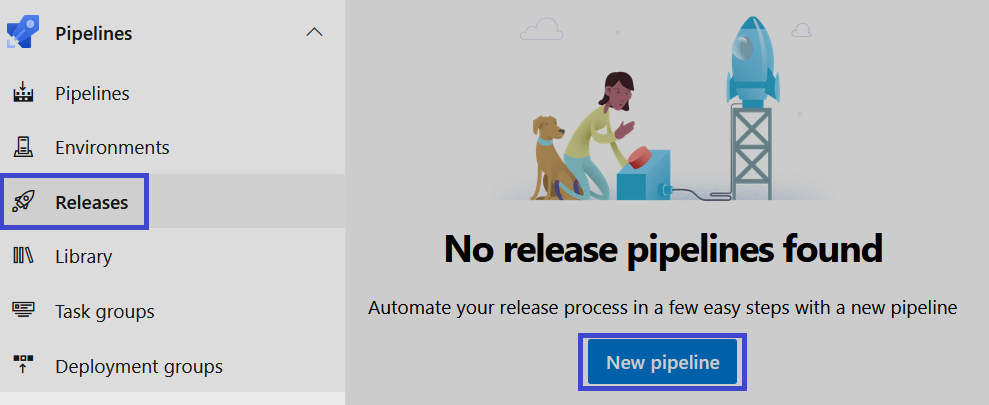 Pipelines
Pipelines
Environments
Releases
Library
Task groups
Deployment groups
No release pipelines found
Automate your release process in a few easy steps with a new pipeline
New pipeline